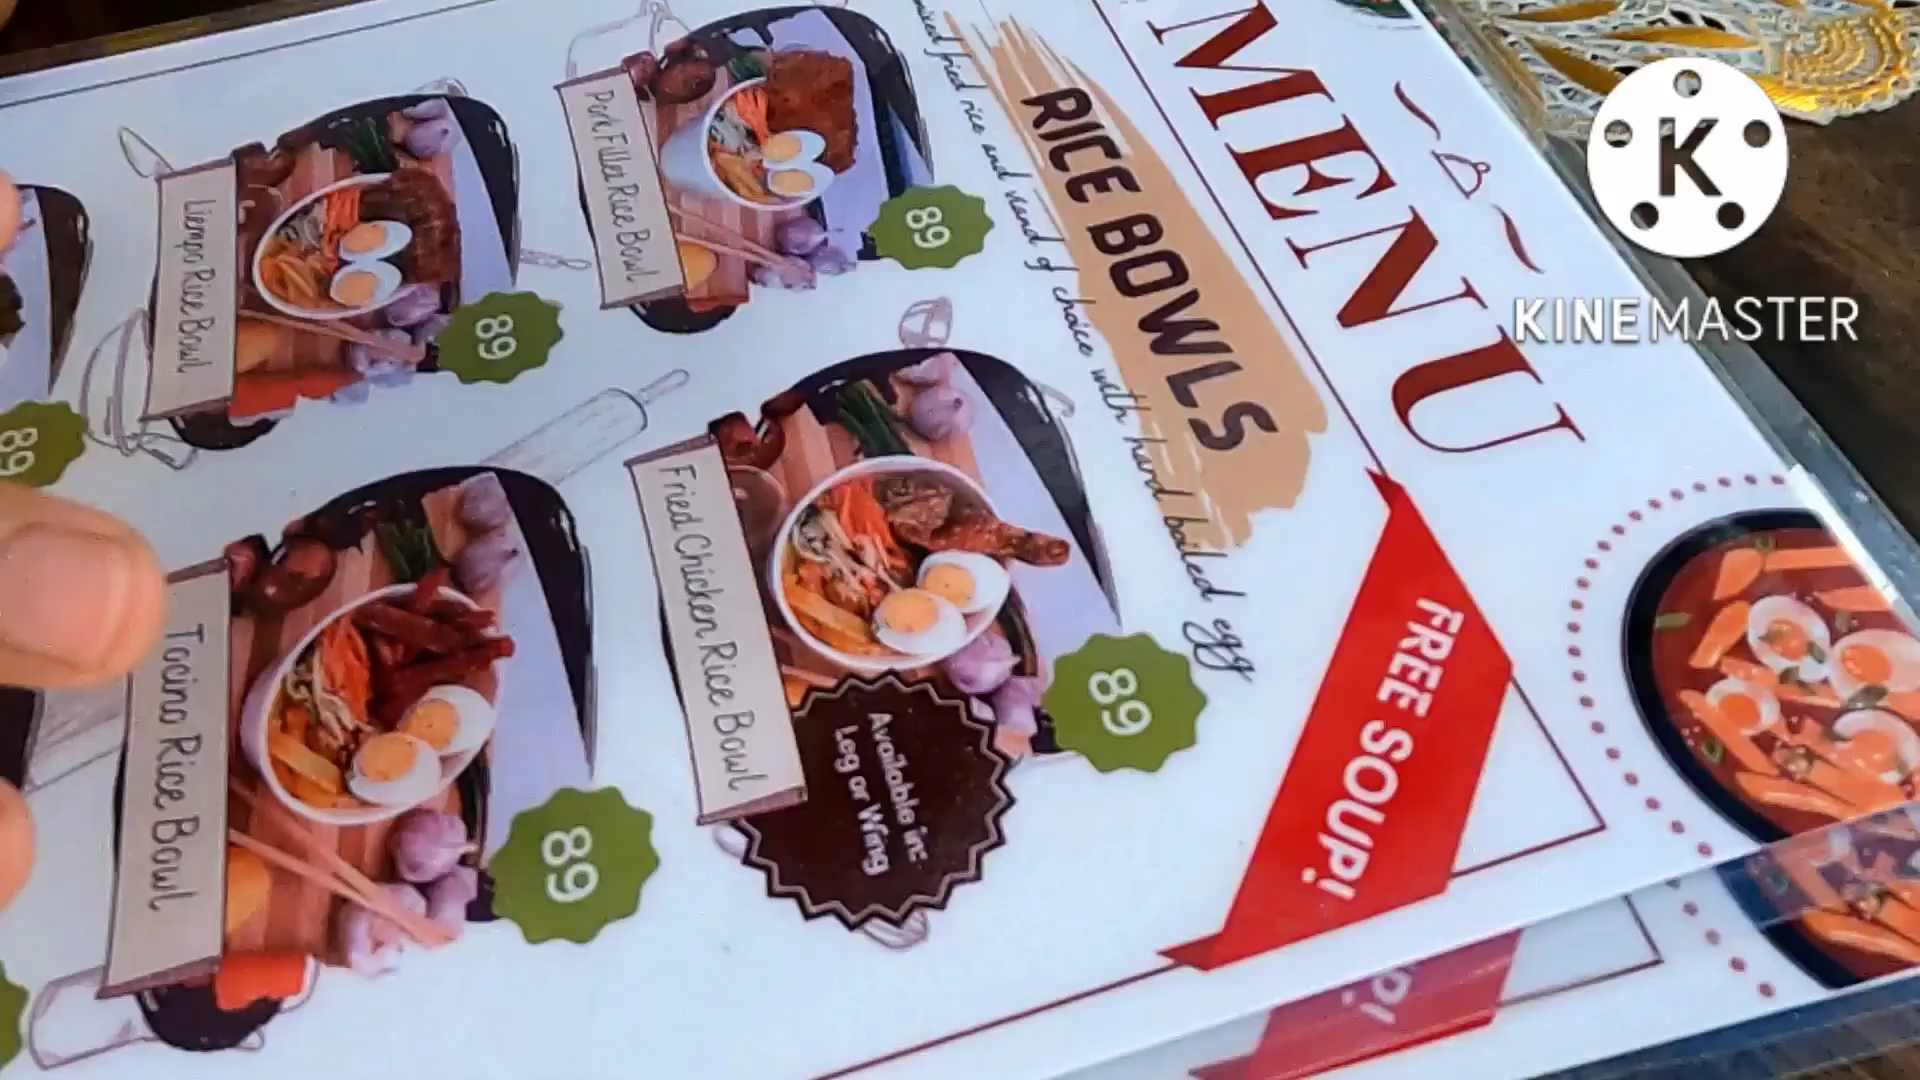 MENU
FREE SOUP!
RICE BOWLS
fried rice and viand of choice with hard boiled egg
Pork Fillet Rice Bowl
89
Fried Chicken Rice Bowl
89
Available in:
Leg or Wing
Liempo Rice Bowl
89
Tocino Rice Bowl
89
89
K
KINEMASTER